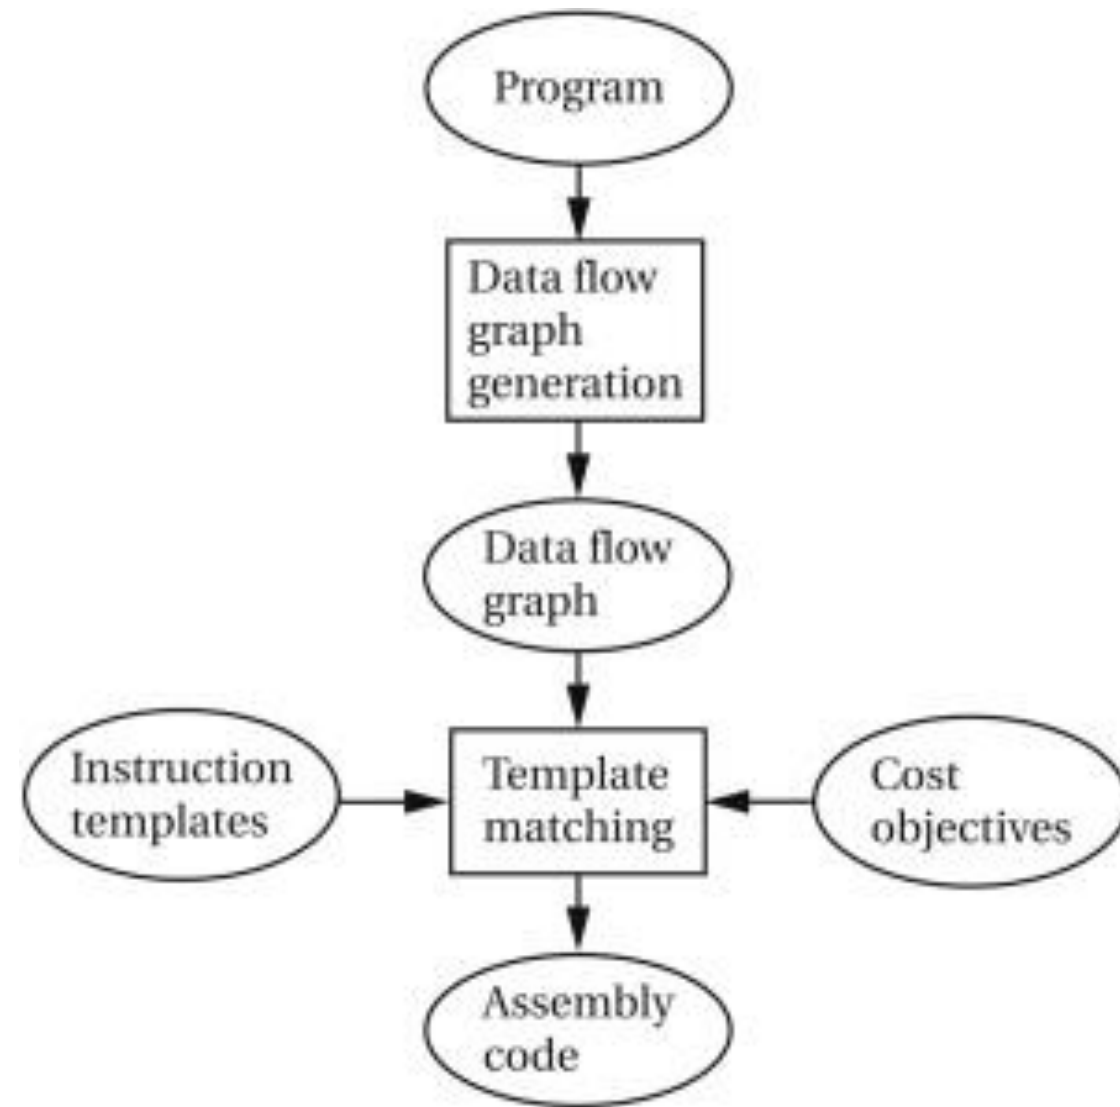 Program
Data flow
graph
generation
Data flow
graph
Instruction
templates
Template
matching
Cost
objectives
Assembly
code